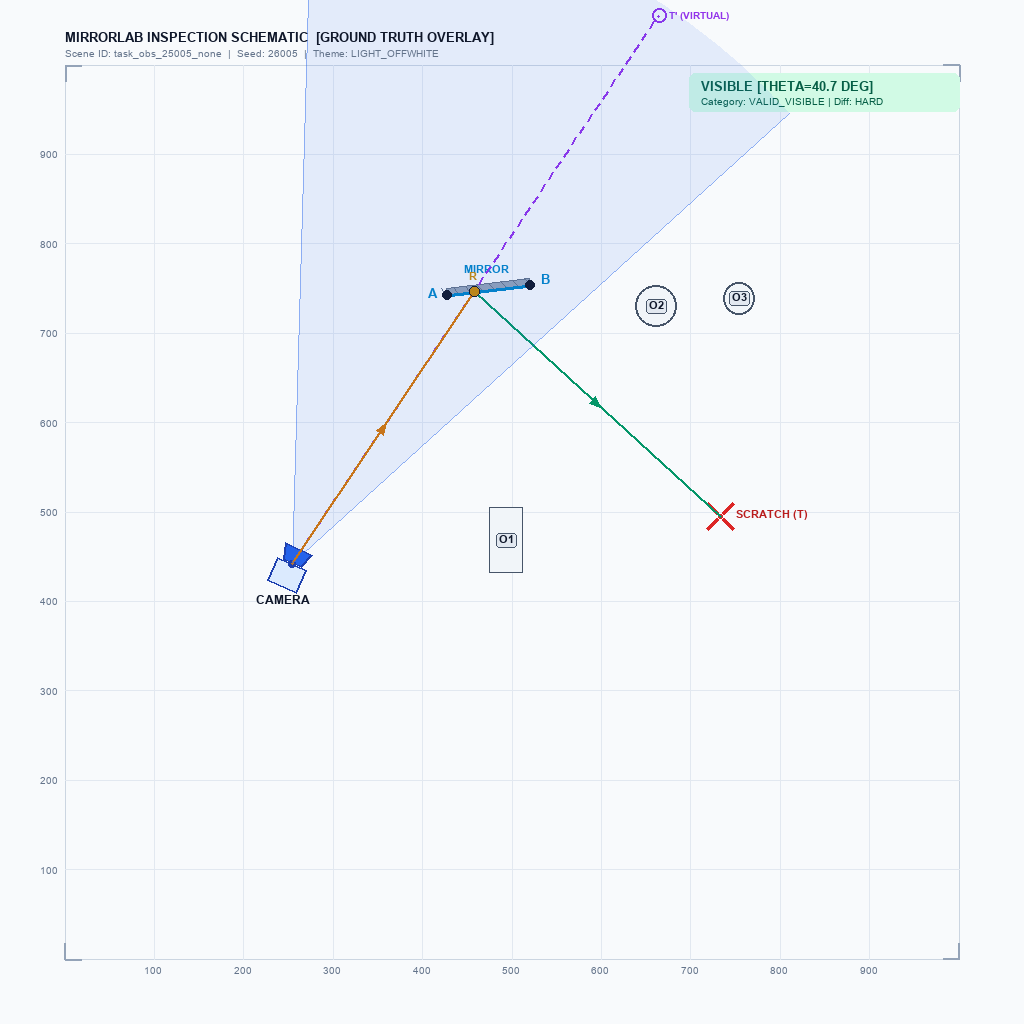 T' (VIRTUAL)
MIRRORLAB INSPECTION SCHEMATIC [GROUND TRUTH OVERLAY]
Scene ID: task_obs_25005_none | Seed: 26005 | Theme: LIGHT_OFFWHITE
VISIBLE [THETA=40.7 DEG]
Category: VALID_VISIBLE | Diff: HARD
900
800
MIRROR
R
A
B
O2
O3
700
600
500
SCRATCH (T)
O1
400
CAMERA
300
200
100
100 200 300 400 500 600 700 800 900